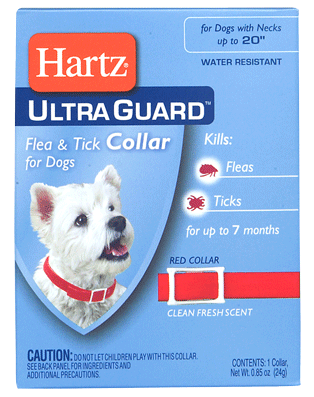 for Dogs with Necks
up to 20"
WATER RESISTANT
Hartz®
ULTRAGUARD™
Flea & Tick Collar
for Dogs
Kills:
Fleas
Ticks
for up to 7 months
RED COLLAR
CLEAN FRESH SCENT
CAUTION: DO NOT LET CHILDREN PLAY WITH THIS COLLAR.
SEE BACK PANEL FOR INGREDIENTS AND
ADDITIONAL PRECAUTIONS.
CONTENTS: 1 Collar,
Net Wt. 0.85 oz (24g)